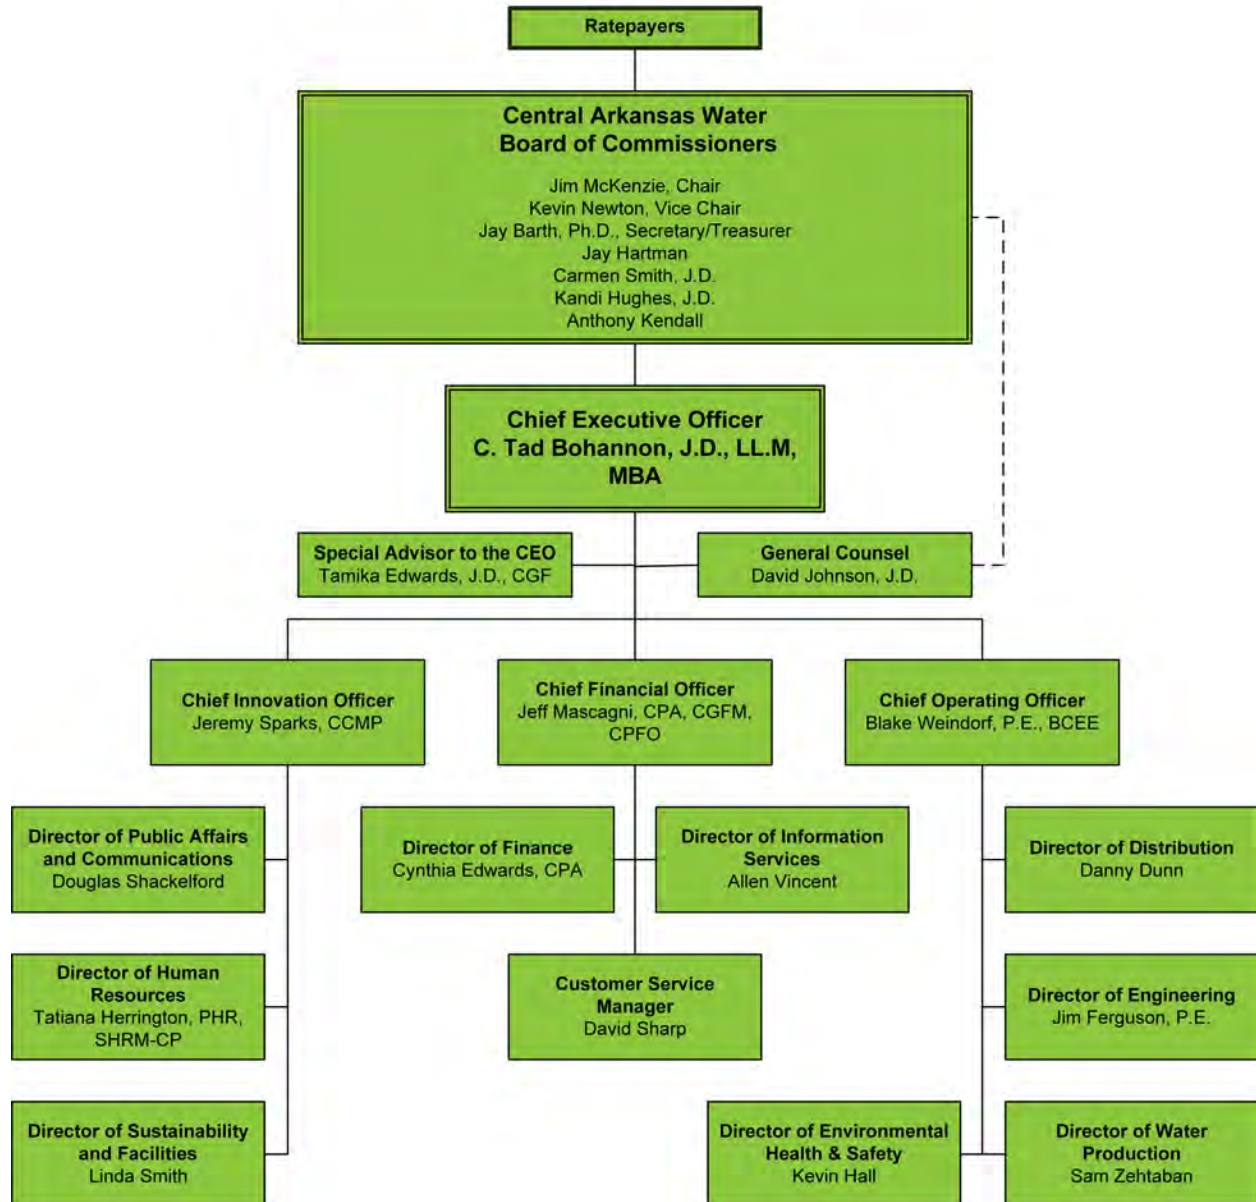 Ratepayers
Central Arkansas Water
Board of Commissioners
Jim McKenzie, Chair
Kevin Newton, Vice Chair
Jay Barth, Ph.D., Secretary/Treasurer
Jay Hartman
Carmen Smith, J.D.
Kandi Hughes, J.D.
Anthony Kendall
Chief Executive Officer
C. Tad Bohannon, J.D., LL.M,
MBA
Special Advisor to the CEO
Tamika Edwards, J.D., CGF
General Counsel
David Johnson, J.D.
Chief Innovation Officer
Jeremy Sparks, CCMP
Chief Financial Officer
Jeff Mascagni, CPA, CGFM,
CPFO
Chief Operating Officer
Blake Weindorf, P.E., BCEE
Director of Public Affairs
and Communications
Douglas Shackelford
Director of Finance
Cynthia Edwards, CPA
Director of Information
Services
Allen Vincent
Director of Distribution
Danny Dunn
Director of Human
Resources
Tatiana Herrington, PHR,
SHRM-CP
Customer Service
Manager
David Sharp
Director of Engineering
Jim Ferguson, P.E.
Director of Sustainability
and Facilities
Linda Smith
Director of Environmental
Health & Safety
Kevin Hall
Director of Water
Production
Sam Zehtaban